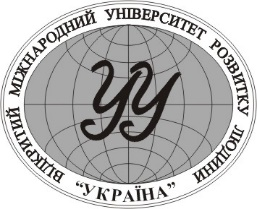 ВІДКРИТИЙ МІЖНАРОДНИЙ УНІВЕРСИТЕТ РОЗВИТКУ ЛЮДИНИ
УУ
"УКРАЇНА"